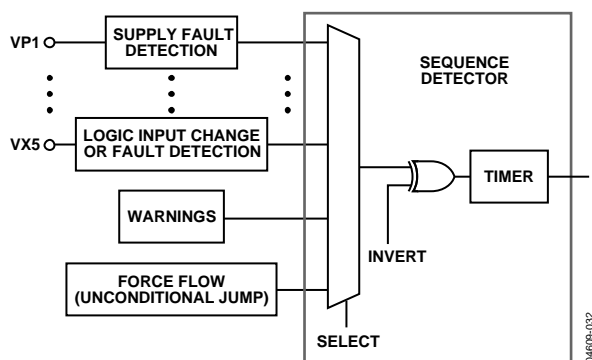 VP1
SUPPLY FAULT
DETECTION
SEQUENCE
DETECTOR
VX5
LOGIC INPUT CHANGE
OR FAULT DETECTION
TIMER
WARNINGS
INVERT
FORCE FLOW
(UNCONDITIONAL JUMP)
SELECT
04609-032